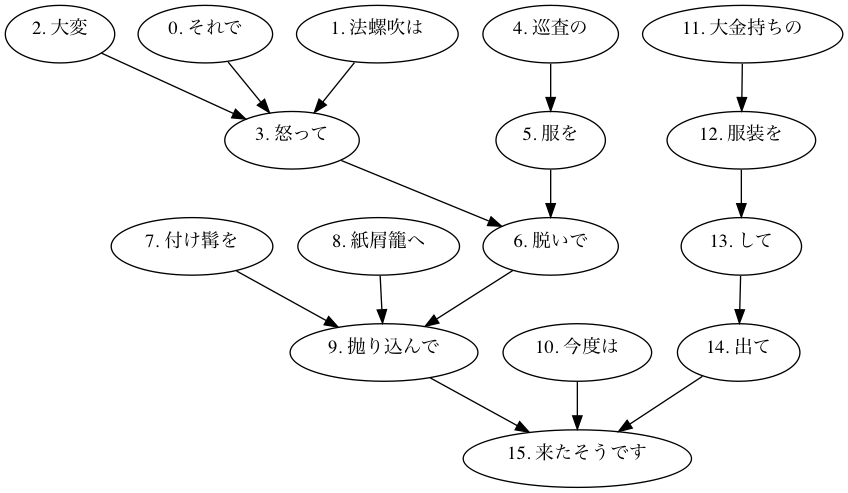 2. 大変
0. それで
1. 法螺吹は
4. 巡査の
11. 大金持ちの
3. 怒って
5. 服を
12. 服装を
7. 付け髯を
8. 紙屑籠へ
6. 脱いで
13. して
9. 抛り込んで
10. 今度は
14. 出て
15. 来たそうです